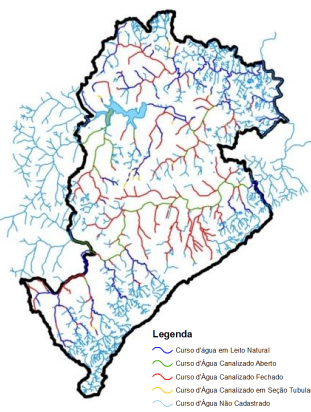 Legenda
Curso d'água em Leito Natural
Curso d'Água Canalizado Aberto
Curso d'Água Canalizado Fechado
Curso d'Água Canalizado em Seção Tubula
Curso d'Água Não Cadastrado